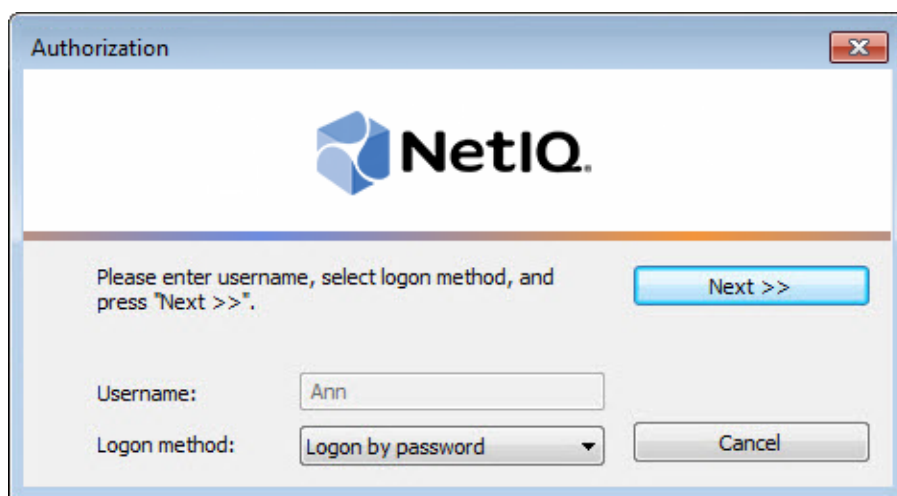 Authorization
NetIQ®
Please enter username, select logon method, and
press "Next >>".
Next >>
Username:
Ann
Logon method:
Logon by password
Cancel